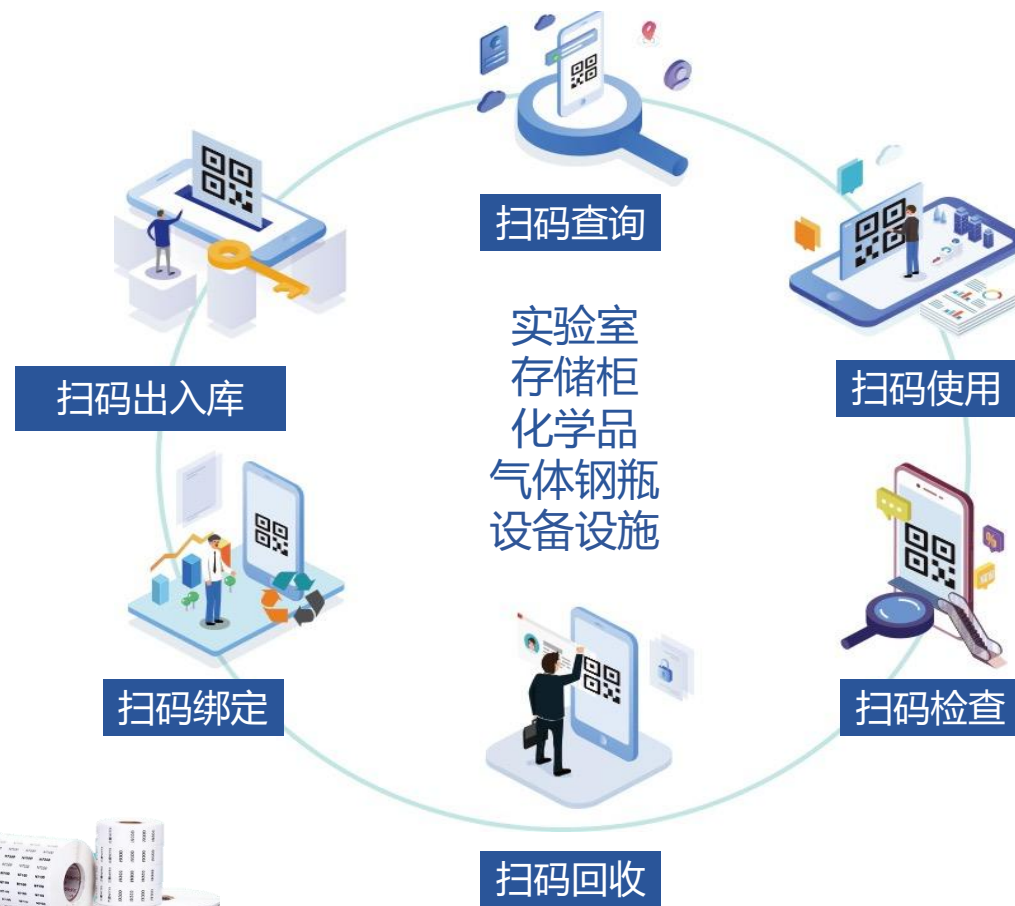 扫码查询
扫码出入库
扫码使用
实验室
存储柜
化学品
气体钢瓶
设备设施
扫码绑定
扫码检查
扫码回收
%